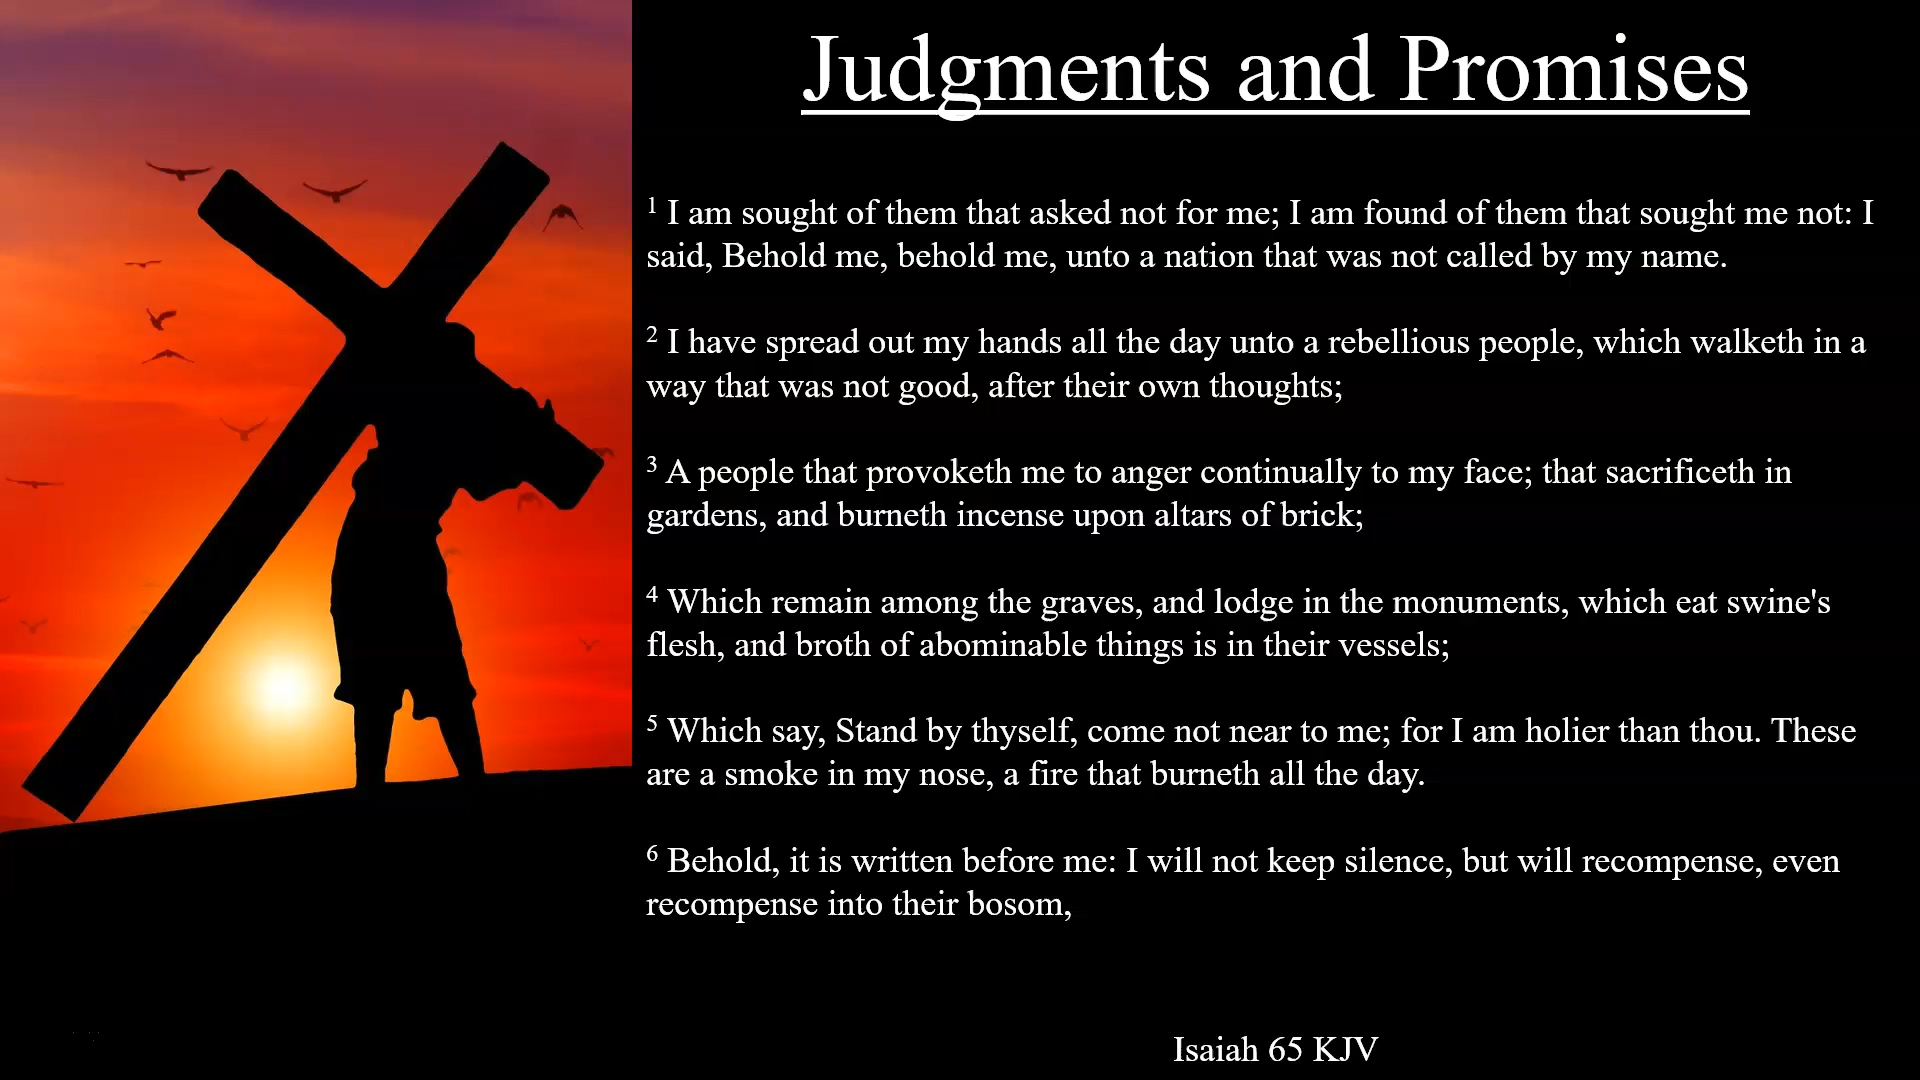 Judgments and Promises
1 I am sought of them that asked not for me; I am found of them that sought me not: I
said, Behold me, behold me, unto a nation that was not called by my name.
2 I have spread out my hands all the day unto a rebellious people, which walketh in a
way that was not good, after their own thoughts;
3 A people that provoketh me to anger continually to my face; that sacrificeth in
gardens, and burneth incense upon altars of brick;
4 Which remain among the graves, and lodge in the monuments, which eat swine's
flesh, and broth of abominable things is in their vessels;
5 Which say, Stand by thyself, come not near to me; for I am holier than thou. These
are a smoke in my nose, a fire that burneth all the day.
6 Behold, it is written before me: I will not keep silence, but will recompense, even
recompense into their bosom,
Isaiah 65 KJV